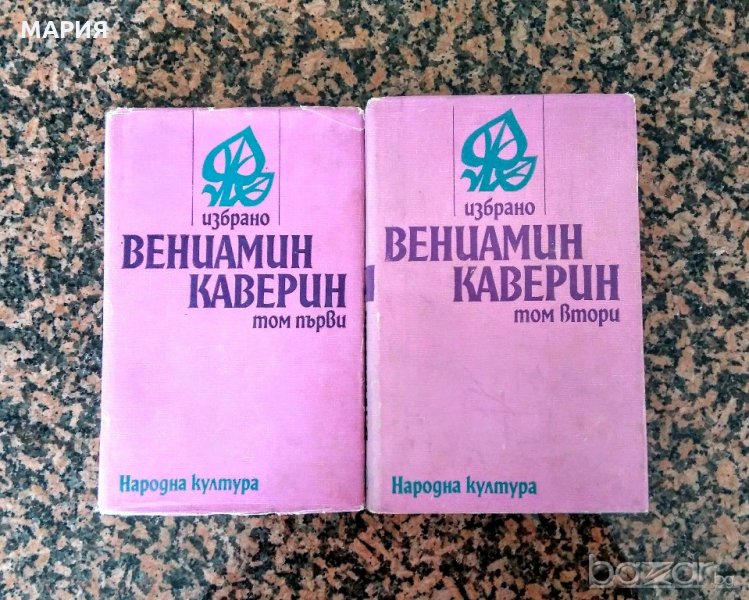 МАРИЯ
избрано
ВЕНИАМИН
КАВЕРИН
том първи
Народна култура
избрано
ВЕНИАМИН
КАВЕРИН
том втори
Народна култура
bazar.bg